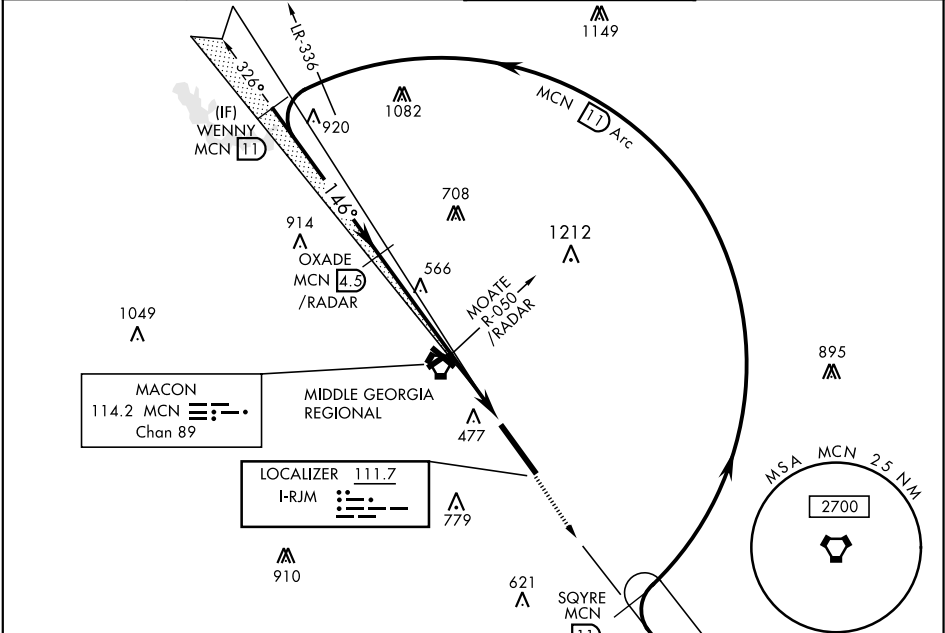 1149
LR-336
326°
(IF)
WENNY
MCN 11
920
1082
MCN 11 Arc
146°
708
914
1212
OXADE
MCN 4.5
/RADAR
566
MOATE
R-050
/RADAR
1049
895
MACON
114.2 MCN
Chan 89
MIDDLE GEORGIA
REGIONAL
477
LOCALIZER 111.7
I-RJM
779
MSA MCN 25 NM
2700
910
621
SQYRE
MCN
11